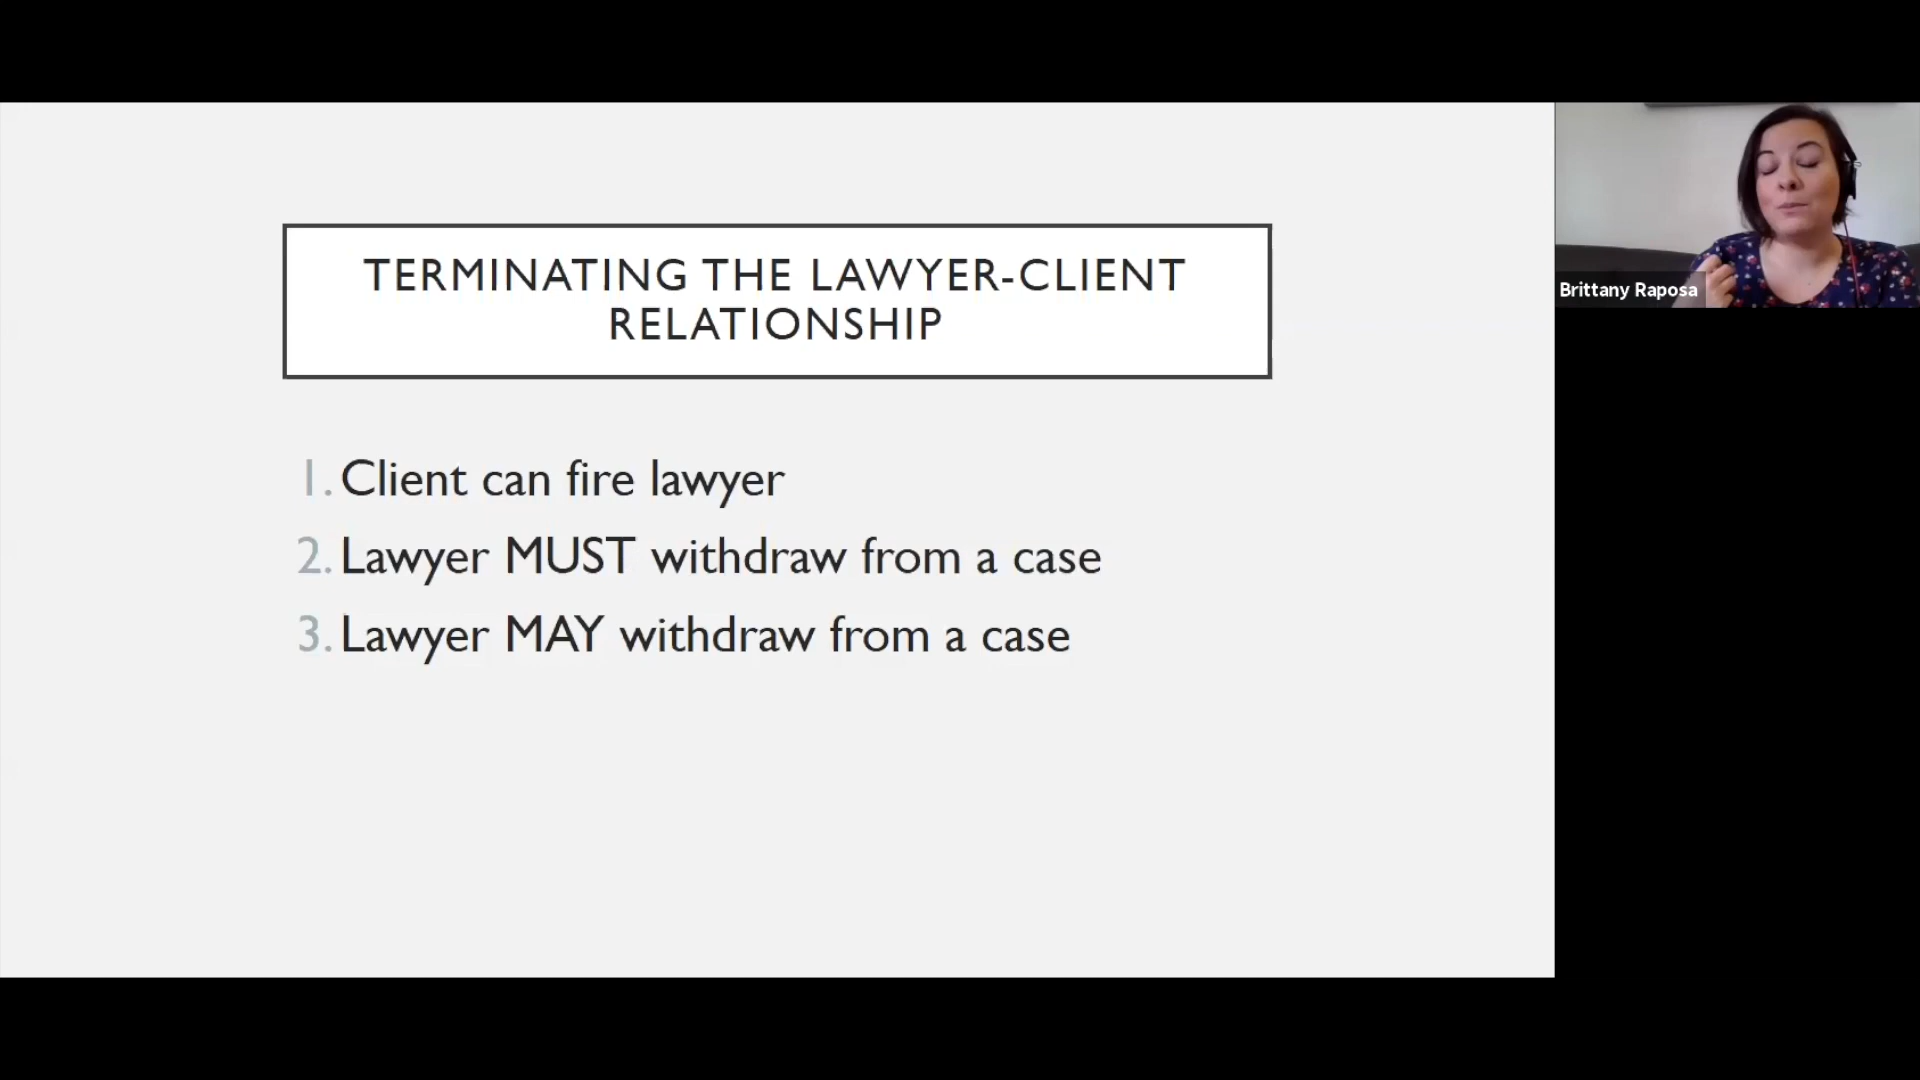 TERMINATING THE LAWYER-CLIENT
RELATIONSHIP
1. Client can fire lawyer
2. Lawyer MUST withdraw from a case
3. Lawyer MAY withdraw from a case
Brittany Raposa